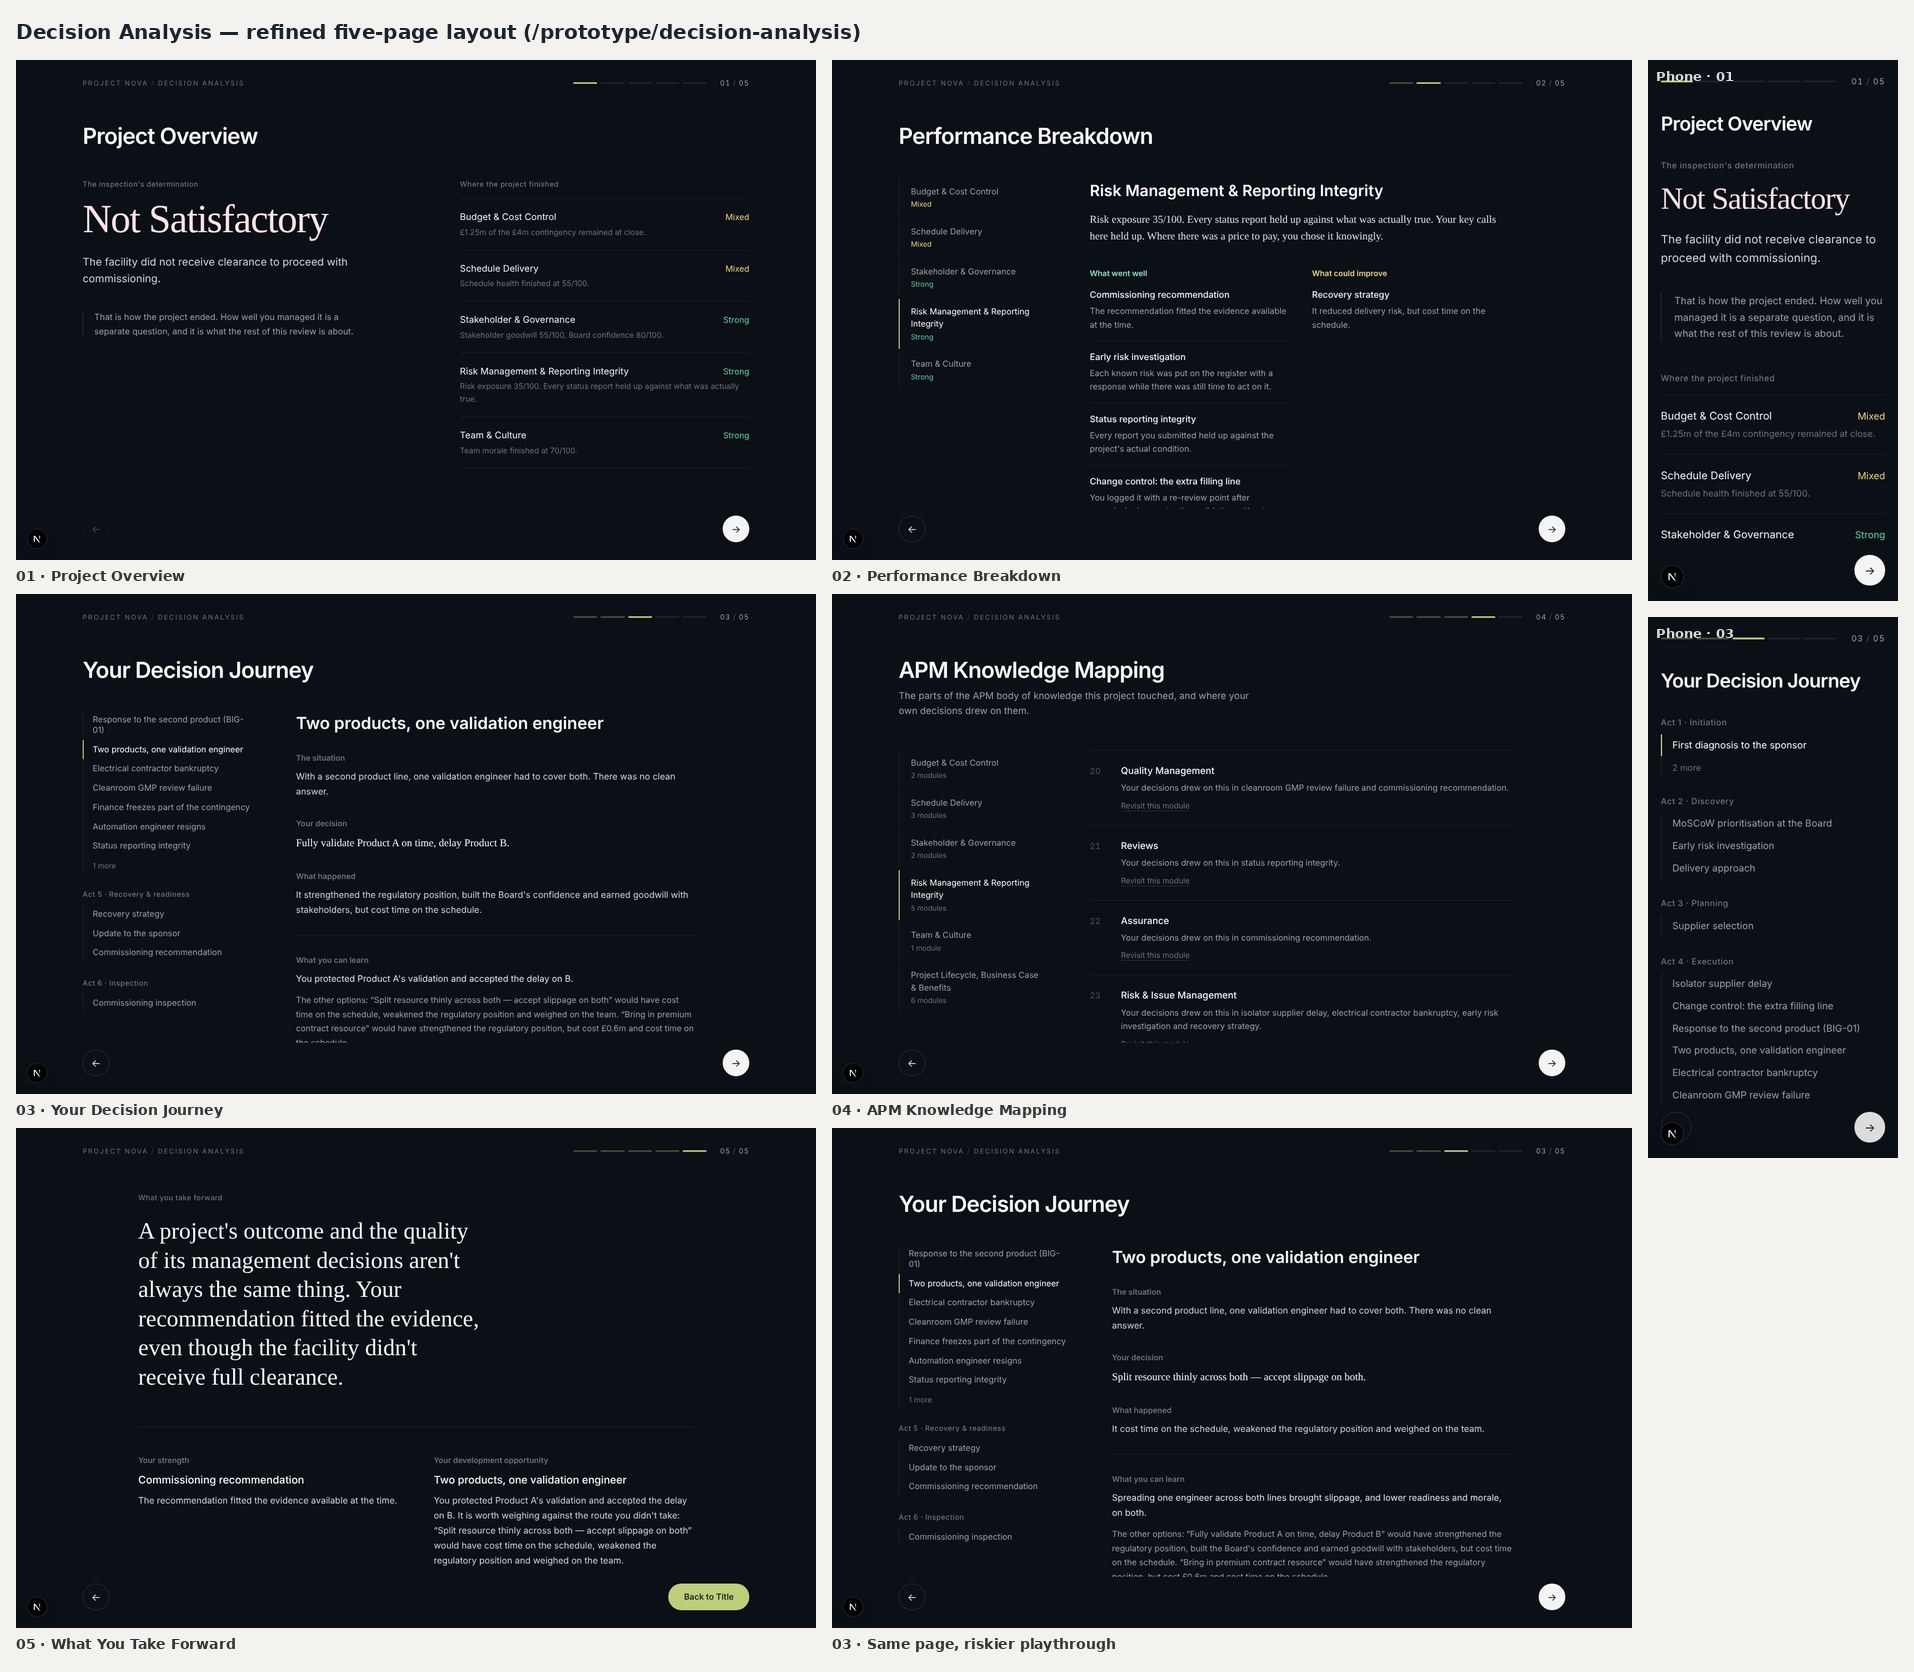 Decision Analysis — refined five-page layout (/prototype/decision-analysis)
PROJECT NOVA / DECISION ANALYSIS
01 / 05
Project Overview
The inspection's determination
Not Satisfactory
The facility did not receive clearance to proceed with
commissioning.
That is how the project ended. How well you managed it is a
separate question, and it is what the rest of this review is about.
Where the project finished
Budget & Cost Control
Mixed
£1.25m of the £4m contingency remained at close.
Schedule Delivery
Mixed
Schedule health finished at 55/100.
Stakeholder & Governance
Strong
Stakeholder goodwill 55/100, Board confidence 80/100.
Risk Management & Reporting Integrity
Strong
Risk exposure 35/100. Every status report held up against what was actually
true.
Team & Culture
Strong
Team morale finished at 70/100.
←
→
N
01 · Project Overview
PROJECT NOVA / DECISION ANALYSIS
02 / 05
Performance Breakdown
Budget & Cost Control
Mixed
Schedule Delivery
Mixed
Stakeholder & Governance
Strong
Risk Management & Reporting
Integrity
Strong
Team & Culture
Strong
Risk Management & Reporting Integrity
Risk exposure 35/100. Every status report held up against what was actually true. Your key calls
here held up. Where there was a price to pay, you chose it knowingly.
What went well
Commissioning recommendation
The recommendation fitted the evidence available
at the time.
Early risk investigation
Each known risk was put on the register with a
response while there was still time to act on it.
Status reporting integrity
Every report you submitted held up against the
project's actual condition.
Change control: the extra filling line
You logged it with a re-review point after
What could improve
Recovery strategy
It reduced delivery risk, but cost time on the
schedule.
←
→
N
02 · Performance Breakdown
Phone · 01
01 / 05
Project Overview
The inspection's determination
Not Satisfactory
The facility did not receive clearance to
proceed with commissioning.
That is how the project ended. How well you
managed it is a separate question, and it is
what the rest of this review is about.
Where the project finished
Budget & Cost Control
Mixed
£1.25m of the £4m contingency remained at close.
Schedule Delivery
Mixed
Schedule health finished at 55/100.
Stakeholder & Governance
Strong
N
→
PROJECT NOVA / DECISION ANALYSIS
03 / 05
Your Decision Journey
Response to the second product (BIG-
01)
Two products, one validation engineer
Electrical contractor bankruptcy
Cleanroom GMP review failure
Finance freezes part of the contingency
Automation engineer resigns
Status reporting integrity
1 more
Act 5 · Recovery & readiness
Recovery strategy
Update to the sponsor
Commissioning recommendation
Act 6 · Inspection
Commissioning inspection
Two products, one validation engineer
The situation
With a second product line, one validation engineer had to cover both. There was no clean
answer.
Your decision
Fully validate Product A on time, delay Product B.
What happened
It strengthened the regulatory position, built the Board's confidence and earned goodwill with
stakeholders, but cost time on the schedule.
What you can learn
You protected Product A's validation and accepted the delay on B.
The other options: “Split resource thinly across both — accept slippage on both” would have cost
time on the schedule, weakened the regulatory position and weighed on the team. “Bring in premium
contract resource” would have strengthened the regulatory position, but cost £0.6m and cost time on
the schedule.
←
→
N
03 · Your Decision Journey
PROJECT NOVA / DECISION ANALYSIS
04 / 05
APM Knowledge Mapping
The parts of the APM body of knowledge this project touched, and where your
own decisions drew on them.
Budget & Cost Control
2 modules
Schedule Delivery
3 modules
Stakeholder & Governance
2 modules
Risk Management & Reporting
Integrity
5 modules
Team & Culture
1 module
Project Lifecycle, Business Case
& Benefits
6 modules
20
Quality Management
Your decisions drew on this in cleanroom GMP review failure and commissioning recommendation.
Revisit this module
21
Reviews
Your decisions drew on this in status reporting integrity.
Revisit this module
22
Assurance
Your decisions drew on this in commissioning recommendation.
Revisit this module
23
Risk & Issue Management
Your decisions drew on this in isolator supplier delay, electrical contractor bankruptcy, early risk
investigation and recovery strategy.
←
→
N
04 · APM Knowledge Mapping
Phone · 03
03 / 05
Your Decision Journey
Act 1 · Initiation
First diagnosis to the sponsor
2 more
Act 2 · Discovery
MoSCoW prioritisation at the Board
Early risk investigation
Delivery approach
Act 3 · Planning
Supplier selection
Act 4 · Execution
Isolator supplier delay
Change control: the extra filling line
Response to the second product (BIG-01)
Two products, one validation engineer
Electrical contractor bankruptcy
Cleanroom GMP review failure
N
→
PROJECT NOVA / DECISION ANALYSIS
05 / 05
What you take forward
A project's outcome and the quality
of its management decisions aren't
always the same thing. Your
recommendation fitted the evidence,
even though the facility didn't
receive full clearance.
Your strength
Commissioning recommendation
The recommendation fitted the evidence available at the time.
Your development opportunity
Two products, one validation engineer
You protected Product A's validation and accepted the delay
on B. It is worth weighing against the route you didn't take:
“Split resource thinly across both — accept slippage on both”
would have cost time on the schedule, weakened the
regulatory position and weighed on the team.
←
Back to Title
N
05 · What You Take Forward
PROJECT NOVA / DECISION ANALYSIS
03 / 05
Your Decision Journey
Response to the second product (BIG-
01)
Two products, one validation engineer
Electrical contractor bankruptcy
Cleanroom GMP review failure
Finance freezes part of the contingency
Automation engineer resigns
Status reporting integrity
1 more
Act 5 · Recovery & readiness
Recovery strategy
Update to the sponsor
Commissioning recommendation
Act 6 · Inspection
Commissioning inspection
Two products, one validation engineer
The situation
With a second product line, one validation engineer had to cover both. There was no clean
answer.
Your decision
Split resource thinly across both — accept slippage on both.
What happened
It cost time on the schedule, weakened the regulatory position and weighed on the team.
What you can learn
Spreading one engineer across both lines brought slippage, and lower readiness and morale,
on both.
The other options: “Fully validate Product A on time, delay Product B” would have strengthened the
regulatory position, built the Board's confidence and earned goodwill with stakeholders, but cost time
on the schedule. “Bring in premium contract resource” would have strengthened the regulatory
position, but cost £0.6m and cost time on the schedule.
←
→
N
03 · Same page, riskier playthrough